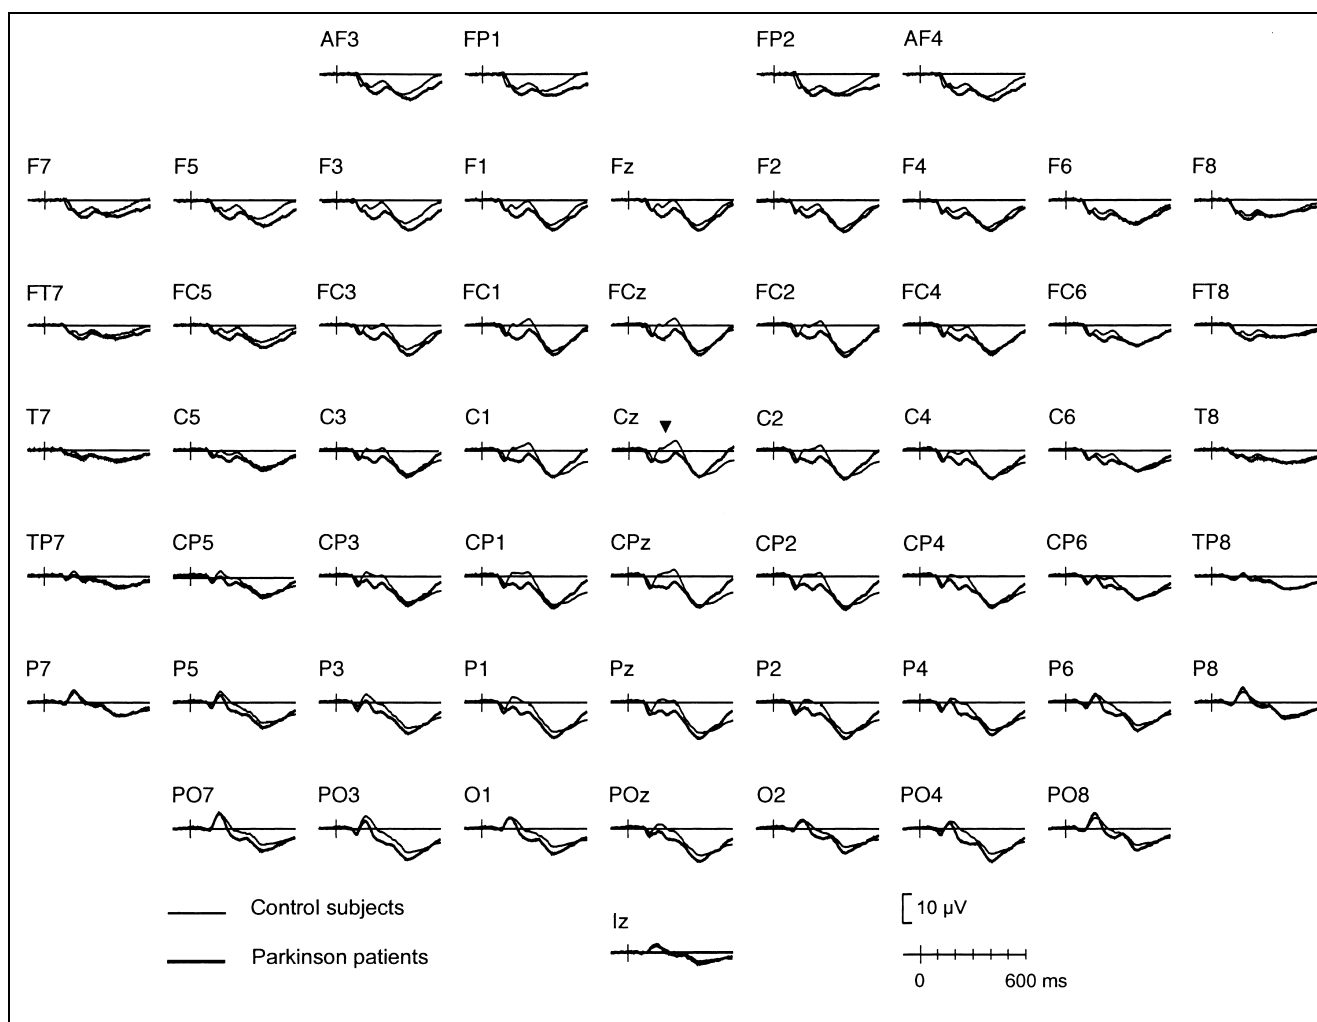 AF3 FP1 FP2 AF4
F7 F5 F3 F1 Fz F2 F4 F6 F8
FT7 FC5 FC3 FC1 FCz FC2 FC4 FC6 FT8
T7 C5 C3 C1 Cz C2 C4 C6 T8
TP7 CP5 CP3 CP1 CPz CP2 CP4 CP6 TP8
P7 P5 P3 P1 Pz P2 P4 P6 P8
PO7 PO3 O1 POz O2 PO4 PO8
Control subjects
10 µV
Iz
Parkinson patients
0 600 ms